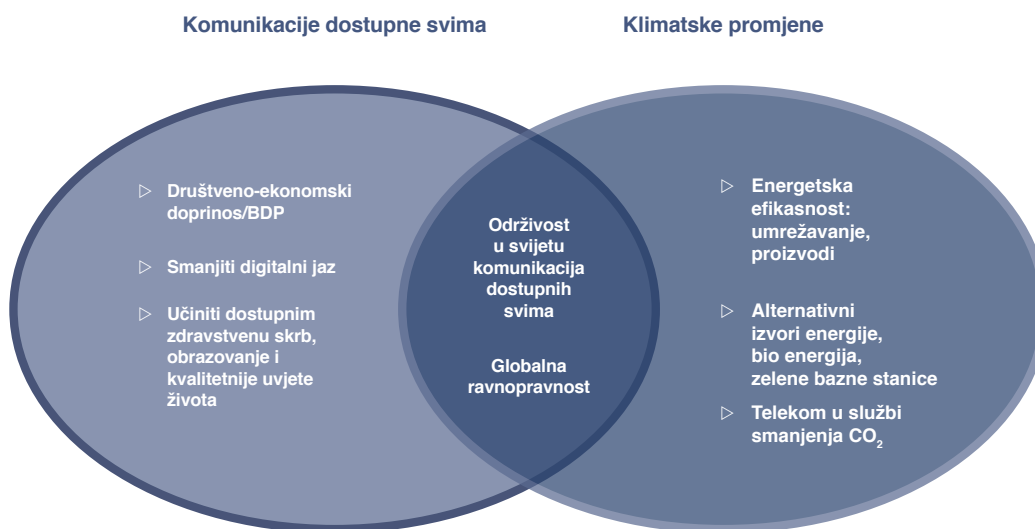 Komunikacije dostupne svima
Klimatske promjene
▷ Društveno-ekonomski
doprinos/BDP
▷ Smanjiti digitalni jaz
▷ Učiniti dostupnim
zdravstvenu skrb,
obrazovanje i
kvalitetnije uvjete
života
Održivost
u svijetu
komunikacija
dostupnih
svima
Globalna
ravnopravnost
▷ Energetska
efikasnost:
umrežavanje,
proizvodi
▷ Alternativni
izvori energije,
bio energija,
zelene bazne stanice
▷ Telekom u službi
smanjenja CO₂